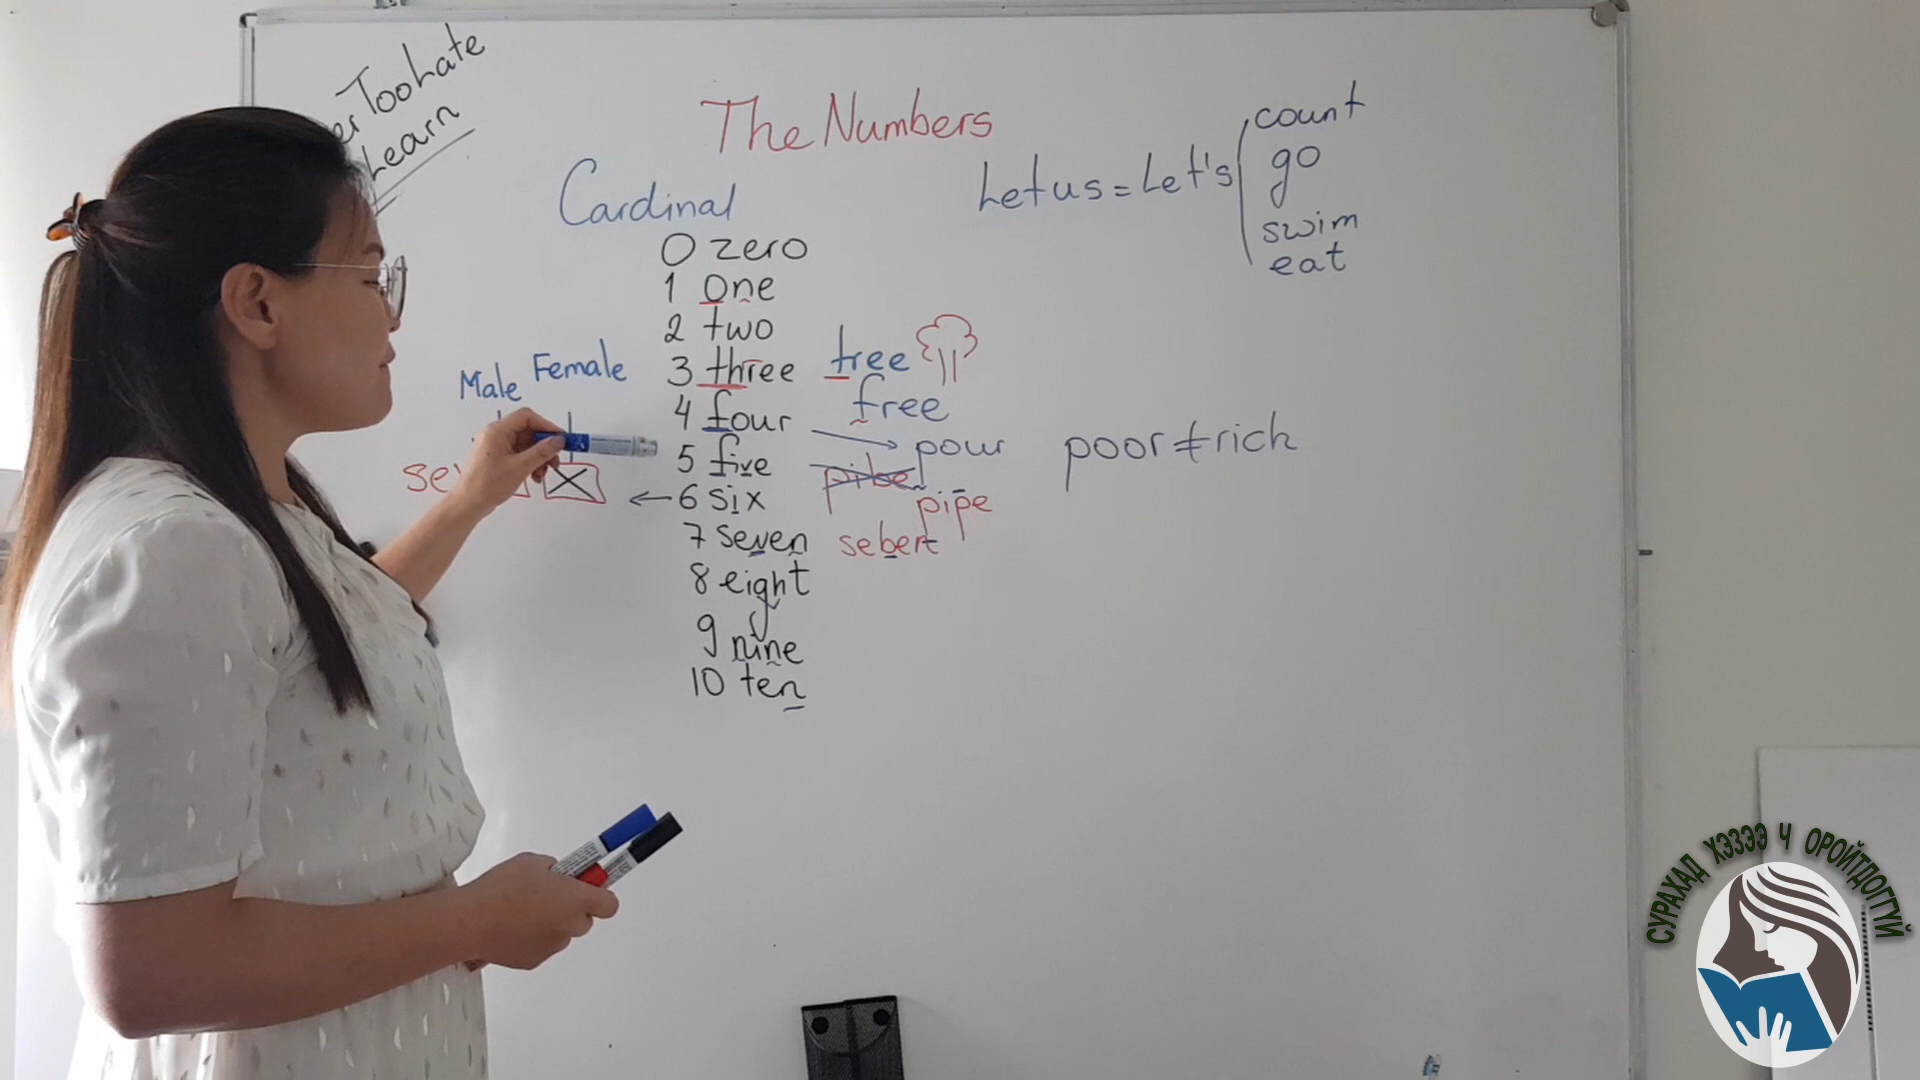 Too Late
Learn
The Numbers
Cardinal
Let us = Let's
count
go
swim
eat
0 zero
1 one
2 two
3 three tree
4 four free
pour
5 five pibe
pipe
6 six
7 seven sebert
8 eight
9 nine
10 ten
Male Female
poor ≠ rich
СУРАХАД ХЭЗЭЭ Ч ОРОЙТДОГГҮЙ